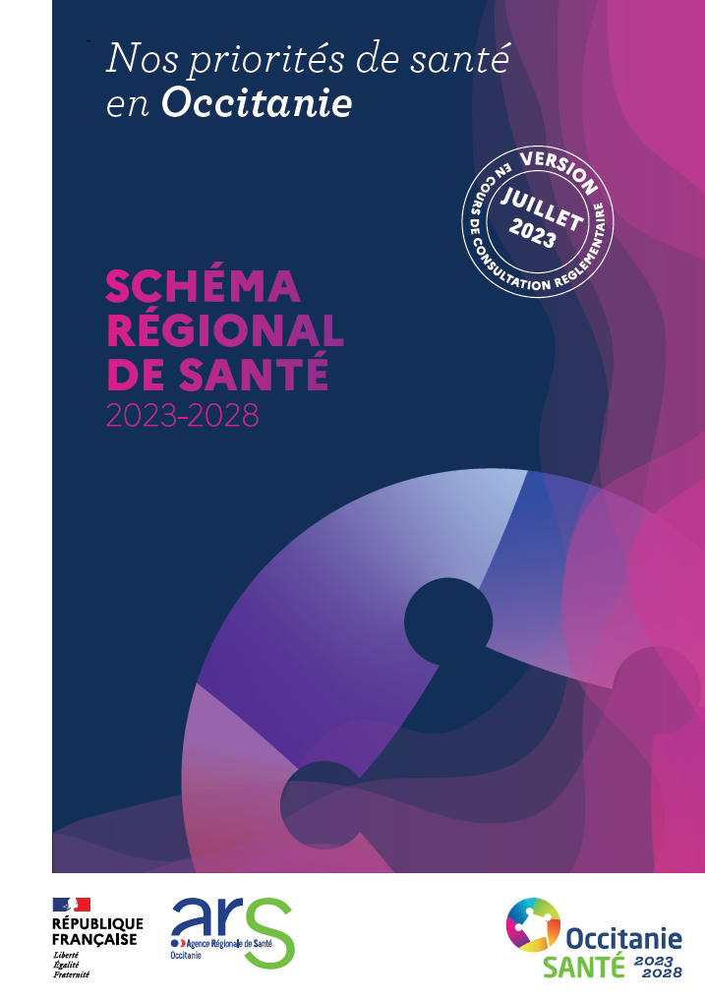 Nos priorités de santé
en Occitanie
VERSION
EN COURS DE CONSULTATION REGLEMENTAIRE
JUILLET
2023
SCHÉMA
RÉGIONAL
DE SANTÉ
2023-2028
RÉPUBLIQUE
FRANÇAISE
Liberté
Égalité
Fraternité
ars
Agence Régionale de Santé
Occitanie
Occitanie
SANTÉ 2023
2028